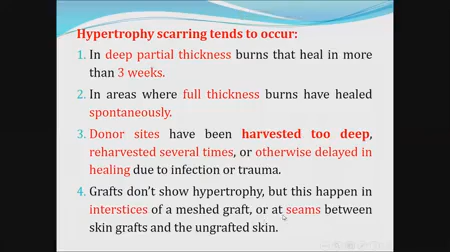 Hypertrophy scarring tends to occur:
1. In deep partial thickness burns that heal in more
than 3 weeks.
2. In areas where full thickness burns have healed
spontaneously.
3. Donor sites have been harvested too deep,
reharvested several times, or otherwise delayed in
healing due to infection or trauma.
4. Grafts don't show hypertrophy, but this happen in
interstices of a meshed graft, or at seams between
skin grafts and the ungrafted skin.